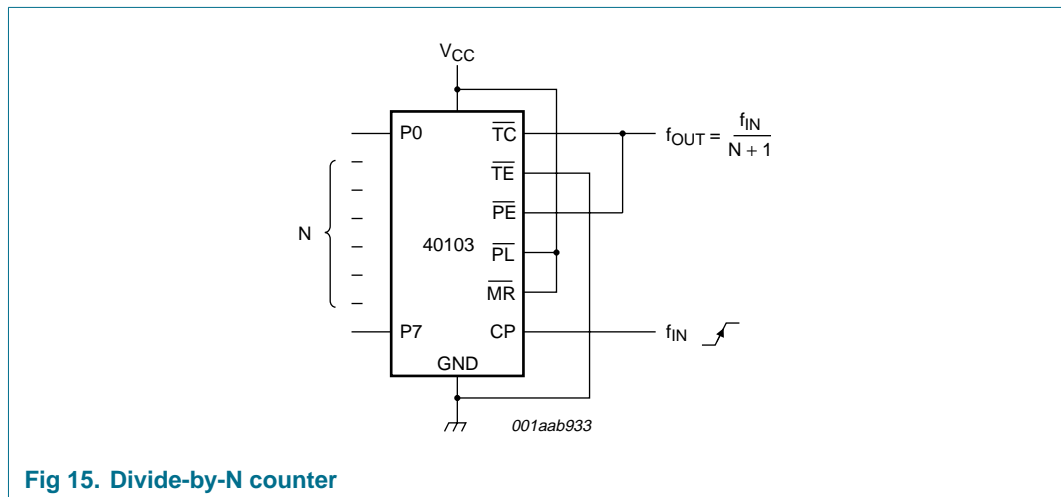 VCC
P0
TC
fOUT = fIN / N + 1
TE
PE
N
40103
PL
MR
P7
CP
fIN
GND
001aab933
Fig 15. Divide-by-N counter